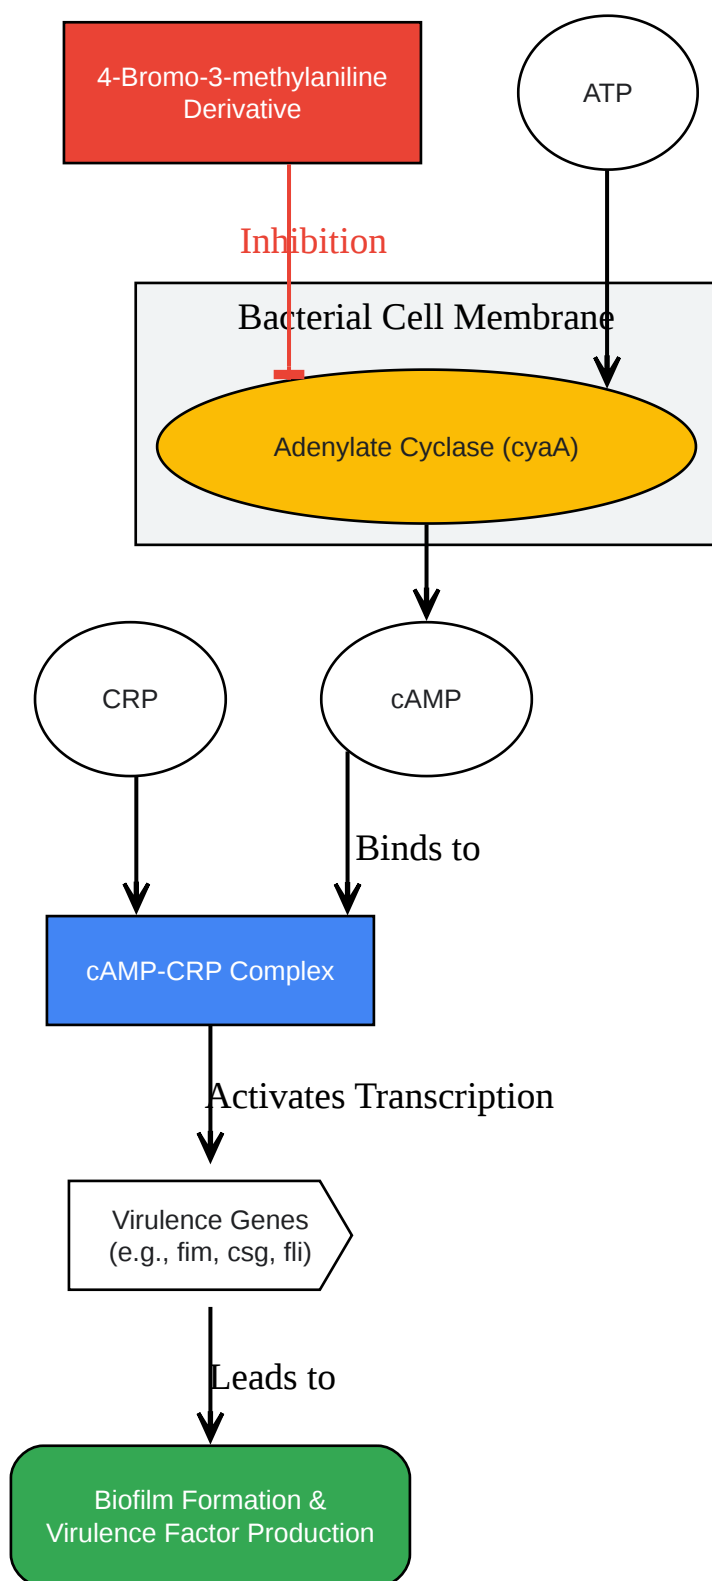 4-Bromo-3-methylaniline
Derivative
ATP
Inhibition
Bacterial Cell Membrane
Adenylate Cyclase (cyaA)
CRP
cAMP
Binds to
cAMP-CRP Complex
Activates Transcription
Virulence Genes
(e.g., fim, csg, fli)
Leads to
Biofilm Formation &
Virulence Factor Production